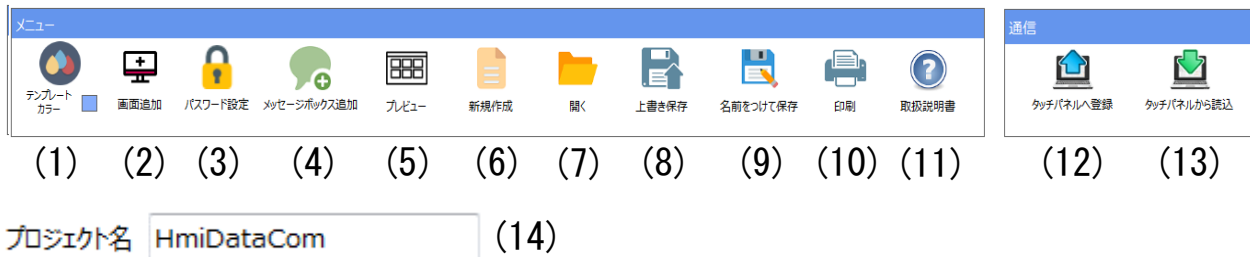 メニュー 通信
テンプレート
カラー 画面追加 パスワード設定 メッセージボックス追加 プレビュー 新規作成 開く 上書き保存 名前をつけて保存 印刷 取扱説明書 タッチパネルへ登録 タッチパネルから読込
(1) (2) (3) (4) (5) (6) (7) (8) (9) (10) (11) (12) (13)
プロジェクト名 HmiDataCom (14)